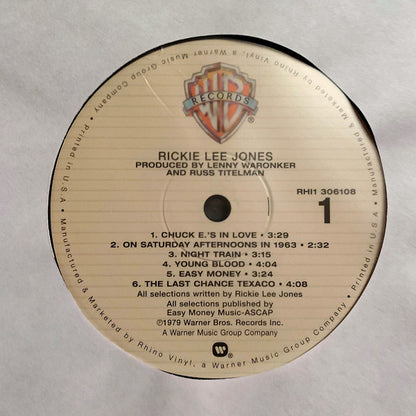 WB
RECORDS
RICKIE LEE JONES
PRODUCED BY LENNY WARONKER
AND RUSS TITELMAN
RHI1 306108
1
1. CHUCK E.'S IN LOVE • 3:29
2. ON SATURDAY AFTERNOONS IN 1963 • 2:32
3. NIGHT TRAIN • 3:15
4. YOUNG BLOOD • 4:04
5. EASY MONEY • 3:24
6. THE LAST CHANCE TEXACO • 4:08
All selections written by Rickie Lee Jones
All selections published by
Easy Money Music-ASCAP
©1979 Warner Bros. Records Inc.
A Warner Music Group Company
Manufactured & Marketed by Rhino Vinyl, a Warner Music Group Company. • Printed in U.S.A. •
Manufactured & Marketed by Rhino Vinyl, a Warner Music Group Company. • Printed in U.S.A. •